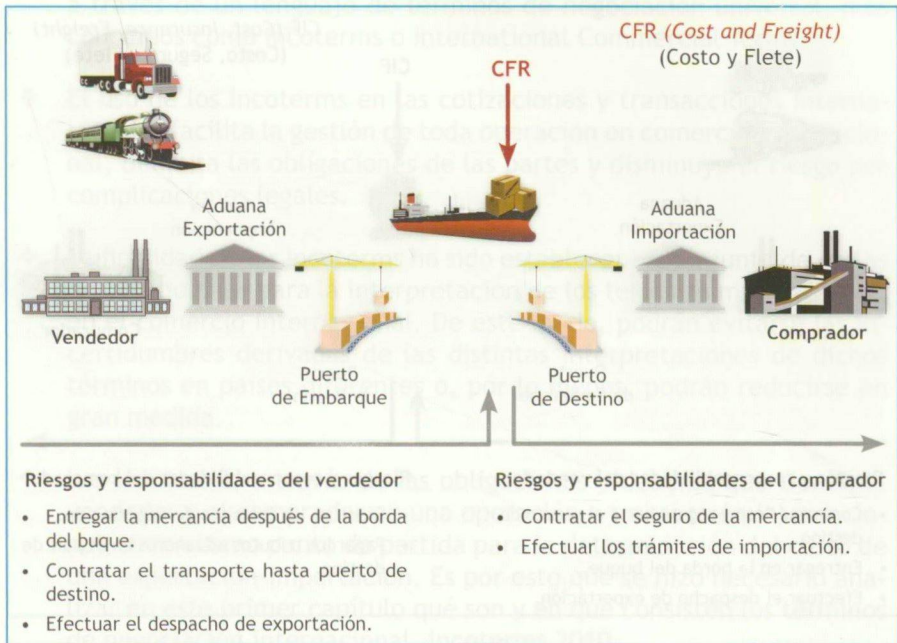 CFR (Cost and Freight)
(Costo y Flete)
CFR
Aduana
Exportación
Aduana
Importación
Vendedor
Comprador
Puerto
de Embarque
Puerto
de Destino
Riesgos y responsabilidades del vendedor
• Entregar la mercancía después de la borda
del buque.
• Contratar el transporte hasta puerto de
destino.
• Efectuar el despacho de exportación.
Riesgos y responsabilidades del comprador
• Contratar el seguro de la mercancía.
• Efectuar los trámites de importación.